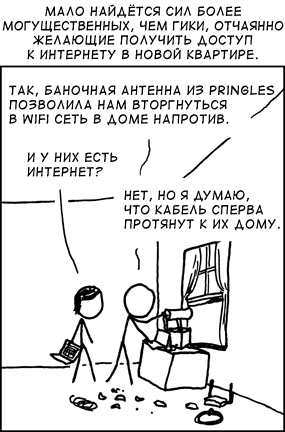 МАЛО НАЙДЁТСЯ СИЛ БОЛЕЕ
МОГУЩЕСТВЕННЫХ, ЧЕМ ГИКИ, ОТЧАЯННО
ЖЕЛАЮЩИЕ ПОЛУЧИТЬ ДОСТУП
К ИНТЕРНЕТУ В НОВОЙ КВАРТИРЕ.
ТАК, БАНОЧНАЯ АНТЕННА ИЗ PRINGLES
ПОЗВОЛИЛА НАМ ВТОРГНУТЬСЯ
В WIFI СЕТЬ В ДОМЕ НАПРОТИВ.
И У НИХ ЕСТЬ
ИНТЕРНЕТ?
НЕТ, НО Я ДУМАЮ,
ЧТО КАБЕЛЬ СПЕРВА
ПРОТЯНУТ К ИХ ДОМУ.